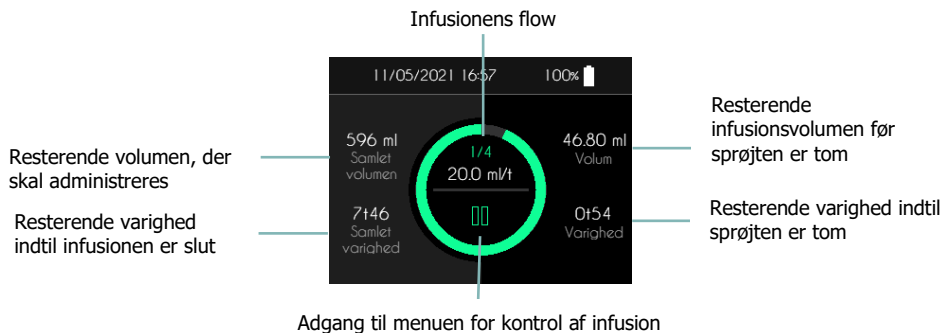 Infusionens flow
11/05/2021 16:57 100%
596 ml
Samlet
volumen
7t46
Samlet
varighed
1/4
20.0 ml/t
46.80 ml
Volum
0t54
Varighed
Resterende volumen, der
skal administreres
Resterende varighed
indtil infusionen er slut
Resterende
infusionsvolumen før
sprøjten er tom
Resterende varighed indtil
sprøjten er tom
Adgang til menuen for kontrol af infusion